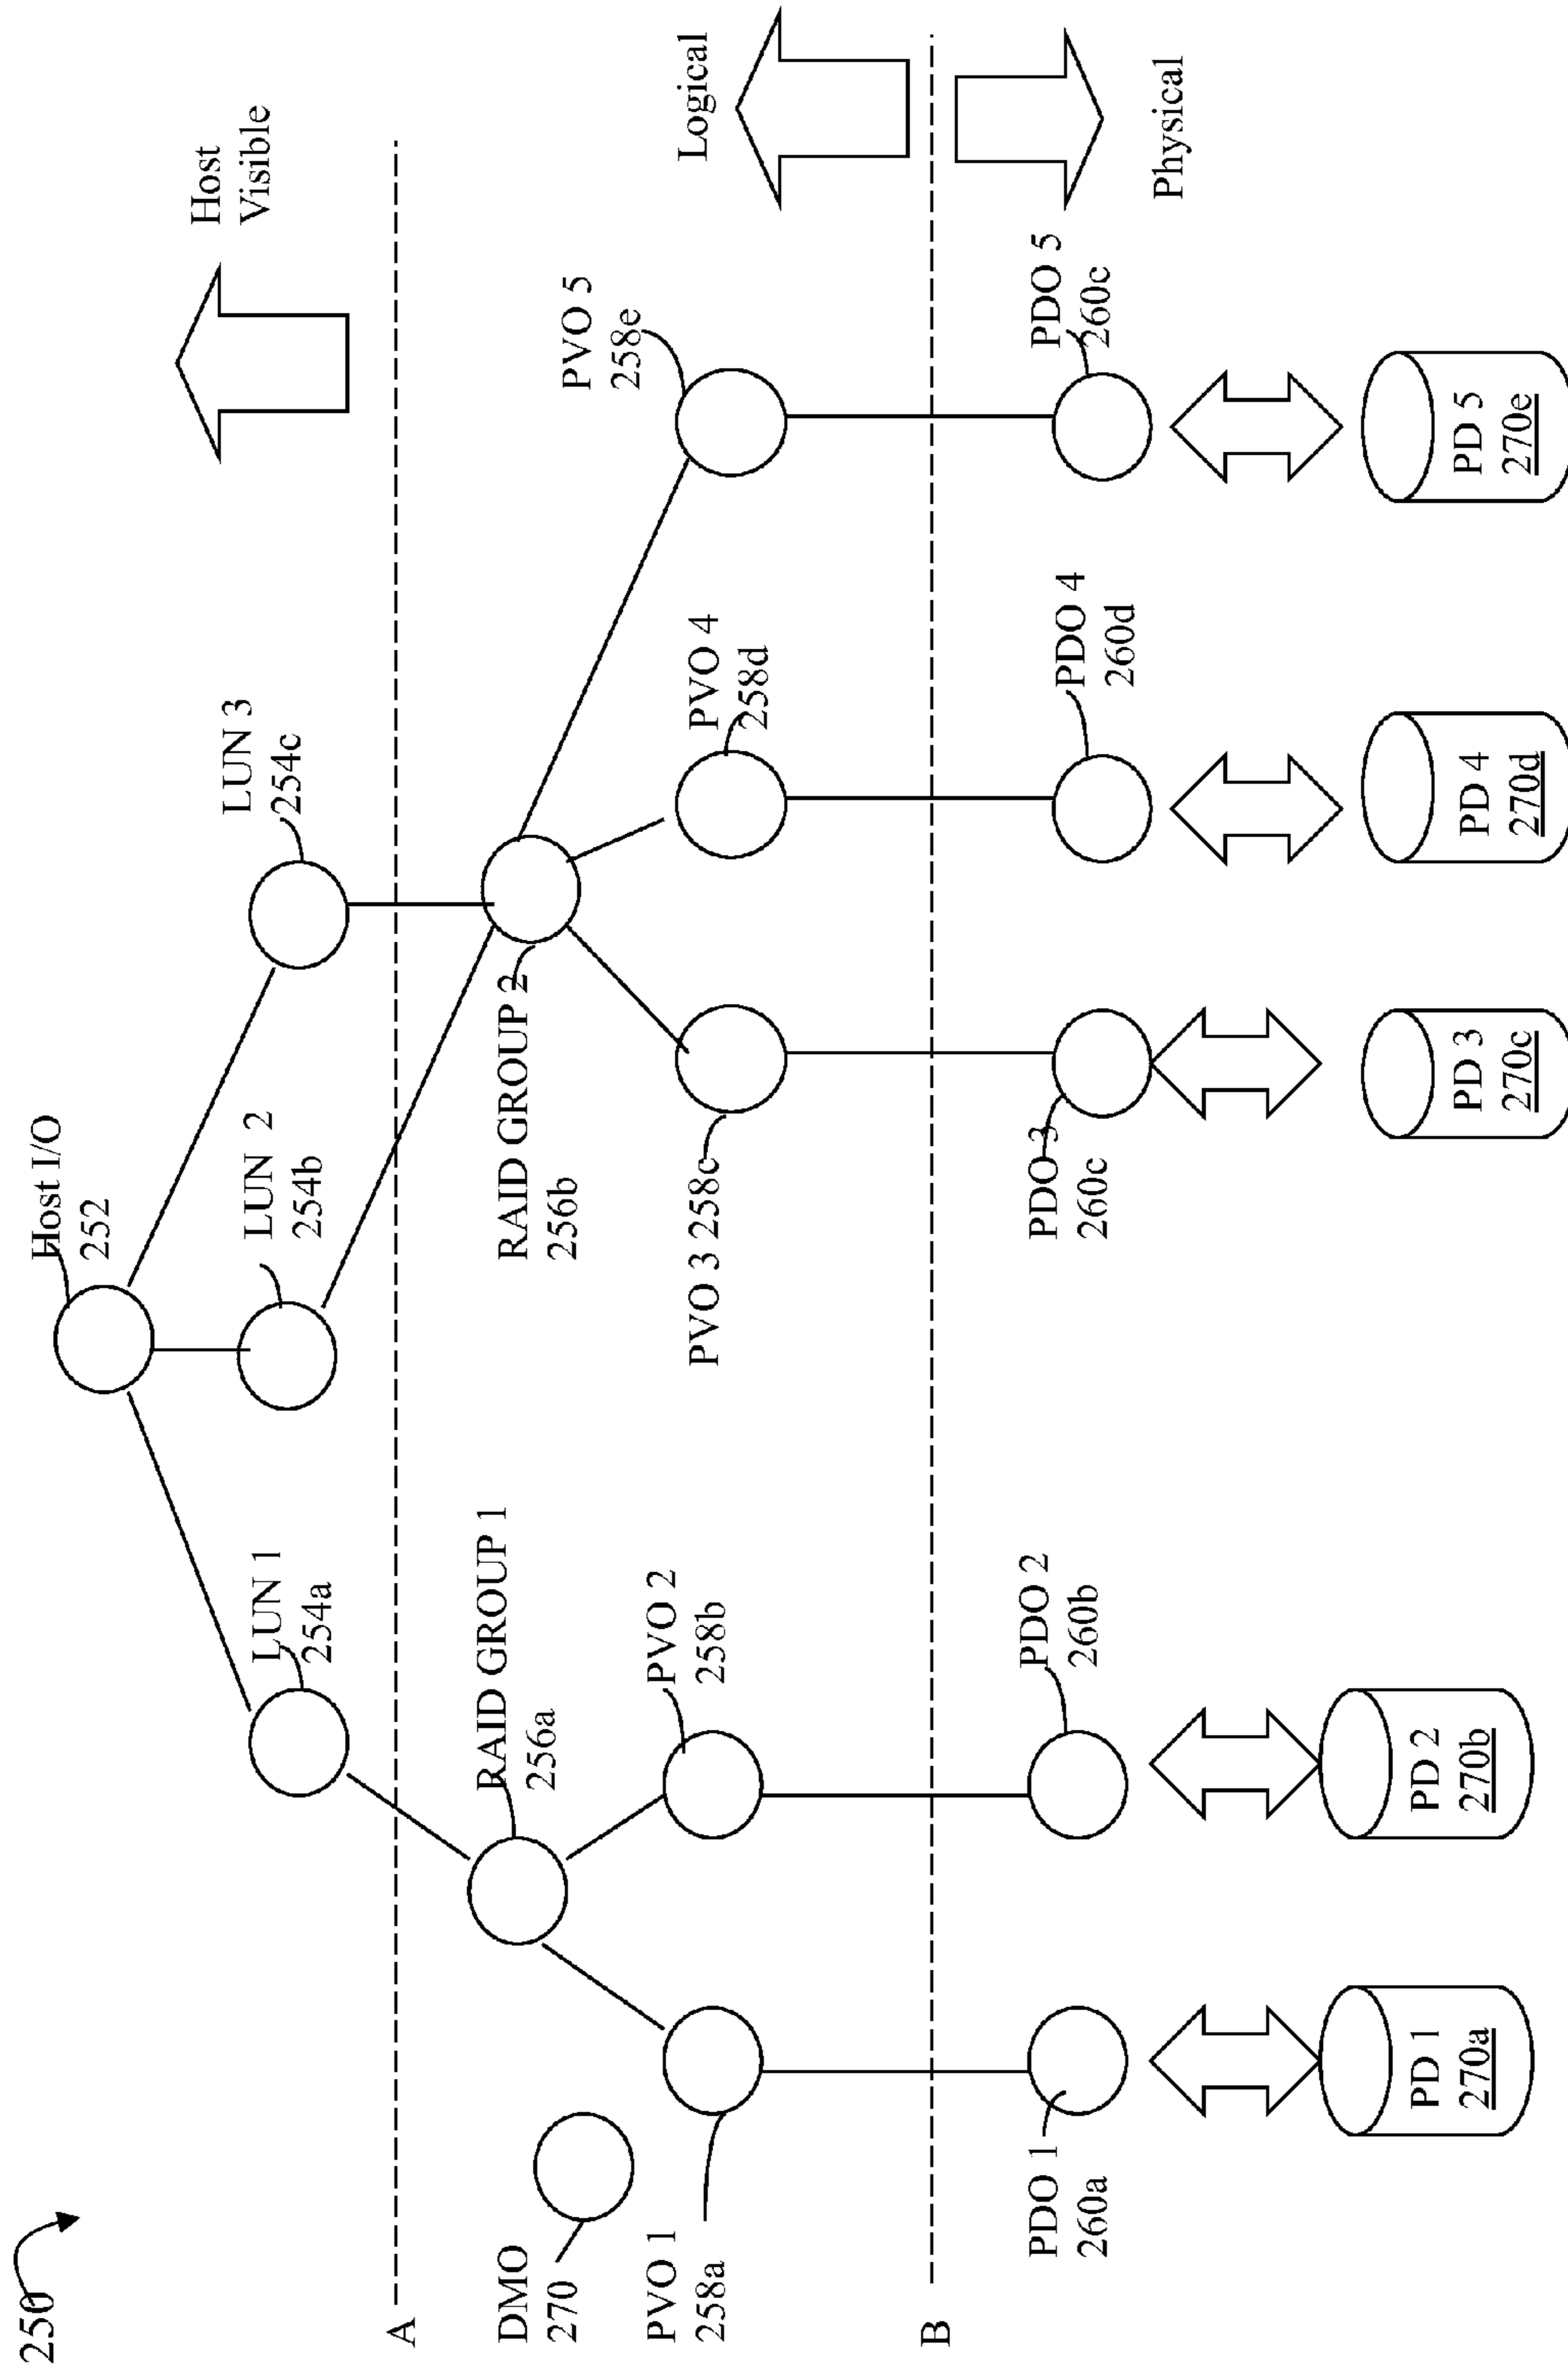 250
Host I/O
252
Host
Visible
LUN 1
254a
LUN 2
254b
LUN 3
254c
A
DMO
270
RAID GROUP 1
256a
RAID GROUP 2
256b
PVO 1
258a
PVO 2
258b
PVO 3 258c
PVO 4
258d
PVO 5
258e
Logical
B
Physical
PDO 1
260a
PDO 2
260b
PDO 3
260c
PDO 4
260d
PDO 5
260c
PD 1
270a
PD 2
270b
PD 3
270c
PD 4
270d
PD 5
270e